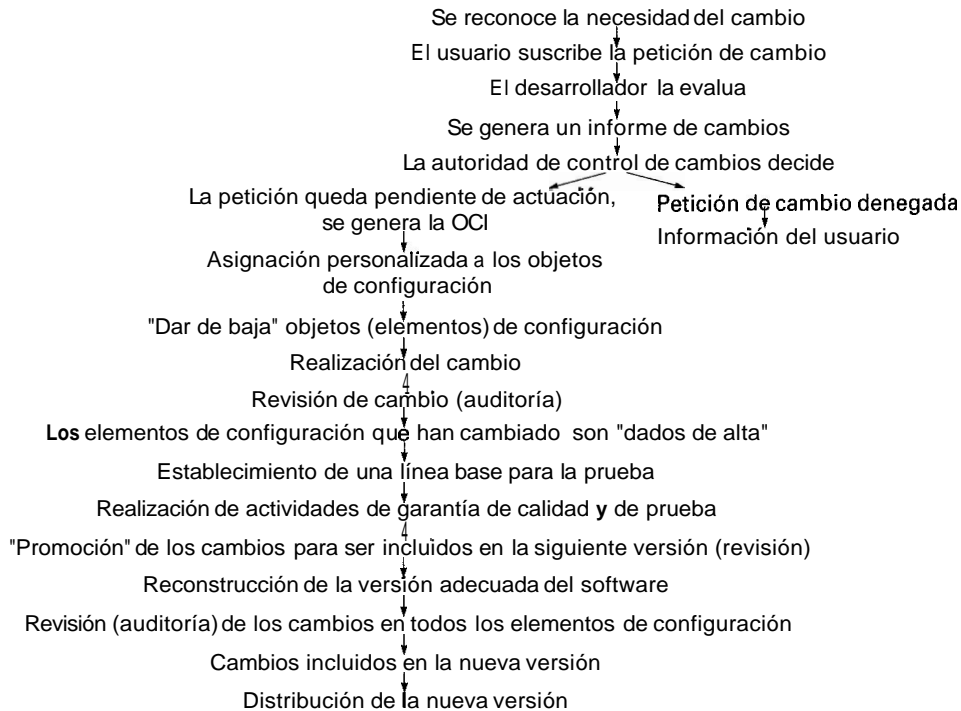 Se reconoce la necesidad del cambio
El usuario suscribe la petición de cambio
El desarrollador la evalua
Se genera un informe de cambios
La autoridad de control de cambios decide
La petición queda pendiente de actuación,
se genera la OCI
Petición de cambio denegada
Información del usuario
Asignación personalizada a los objetos
de configuración
"Dar de baja" objetos (elementos) de configuración
Realización del cambio
Revisión de cambio (auditoría)
Los elementos de configuración que han cambiado son "dados de alta"
Establecimiento de una línea base para la prueba
Realización de actividades de garantía de calidad y de prueba
"Promoción" de los cambios para ser incluidos en la siguiente versión (revisión)
Reconstrucción de la versión adecuada del software
Revisión (auditoría) de los cambios en todos los elementos de configuración
Cambios incluidos en la nueva versión
Distribución de la nueva versión